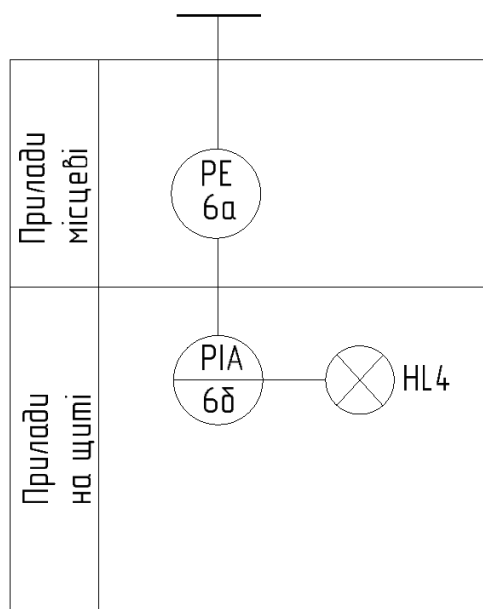 Прилади
місцеві
PE
6а
Прилади
на щиті
PIA
6б
HL4